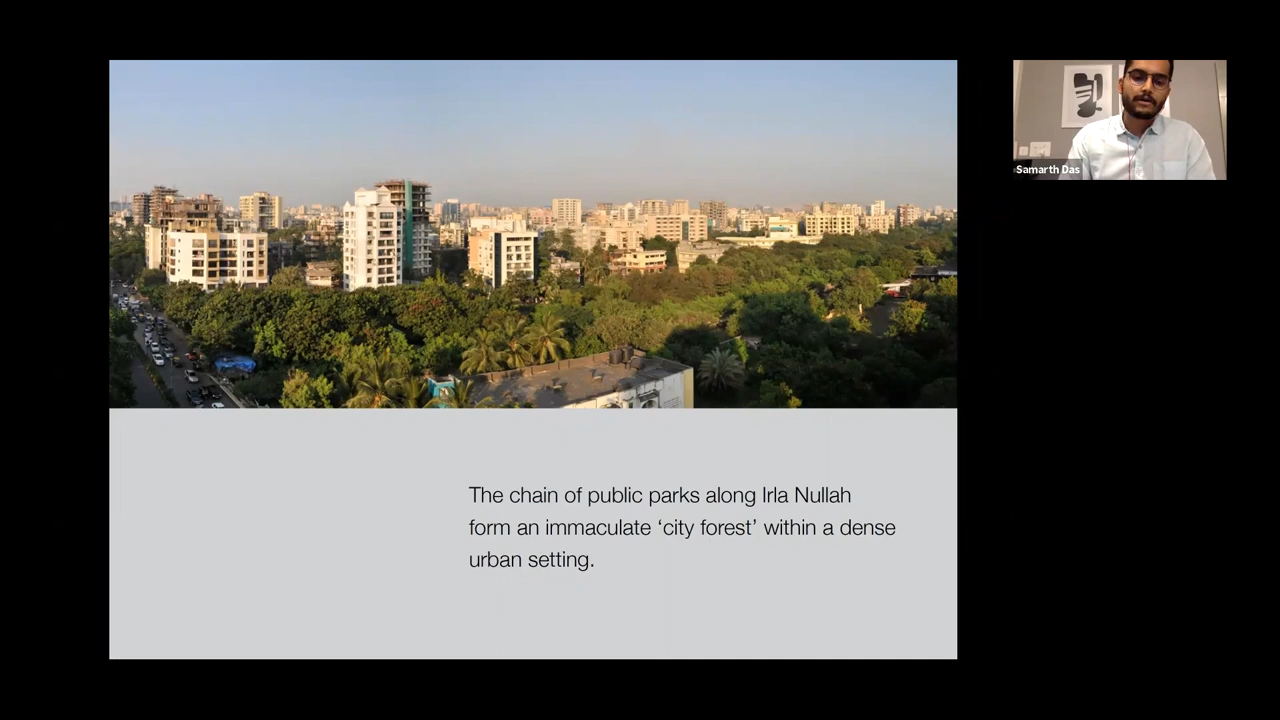 Samarth Das
The chain of public parks along Irla Nullah
form an immaculate ‘city forest’ within a dense
urban setting.